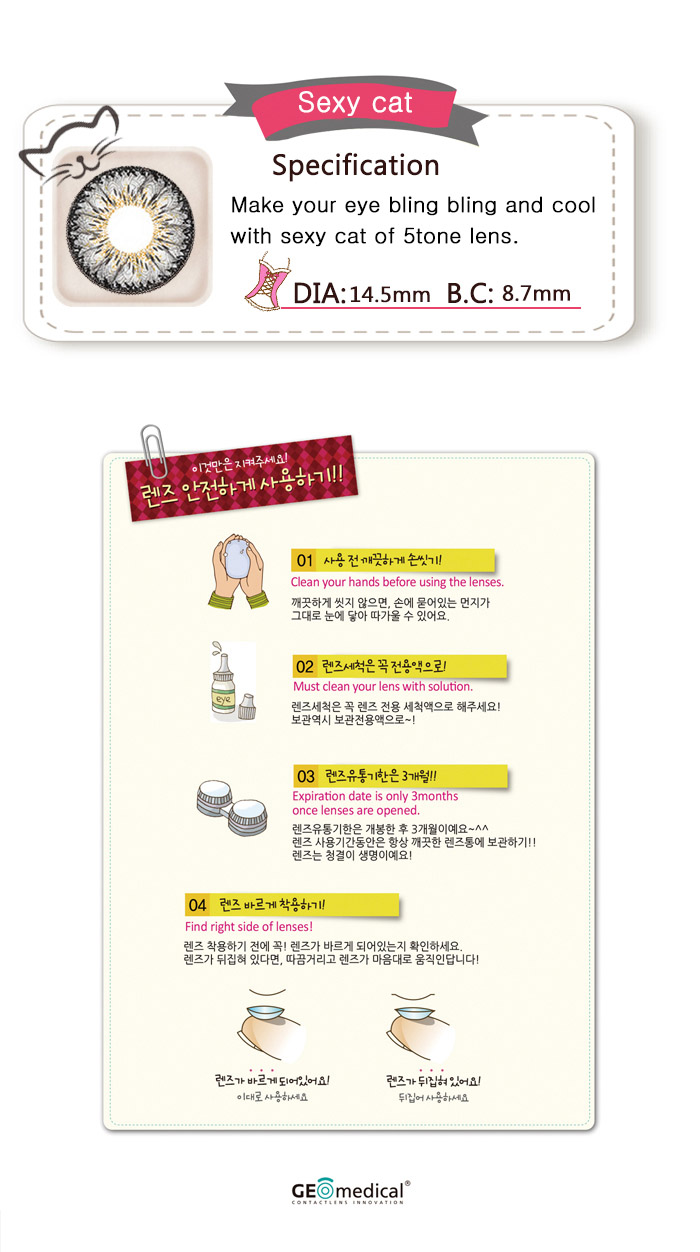 Sexy cat
Specification
Make your eye bling bling and cool
with sexy cat of 5tone lens.
DIA:14.5mm B.C: 8.7mm
이것만은 지켜주세요!
렌즈 안전하게 사용하기!!
01 사용 전 깨끗하게 손씻기!
Clean your hands before using the lenses.
깨끗하게 씻지 않으면, 손에 묻어있는 먼지가
그대로 눈에 닿아 따가울 수 있어요.
eye
02 렌즈세척은 꼭 전용액으로!
Must clean your lens with solution.
렌즈세척은 꼭 렌즈 전용 세척액으로 해주세요!
보관역시 보관전용액으로~!
03 렌즈유통기한은 3개월!!
Expiration date is only 3months
once lenses are opened.
렌즈유통기한은 개봉한 후 3개월이예요~^^
렌즈 사용기간동안은 항상 깨끗한 렌즈통에 보관하기!!
렌즈는 청결이 생명이예요!
04 렌즈 바르게 착용하기!
Find right side of lenses!
렌즈 착용하기 전에 꼭! 렌즈가 바르게 되어있는지 확인하세요.
렌즈가 뒤집혀 있다면, 따끔거리고 렌즈가 마음대로 움직인답니다!
렌즈가 바르게 되어있어요!
이대로 사용하세요
렌즈가 뒤집혀 있어요!
뒤집어 사용하세요
GEOmedical®
CONTACTLENS INNOVATION